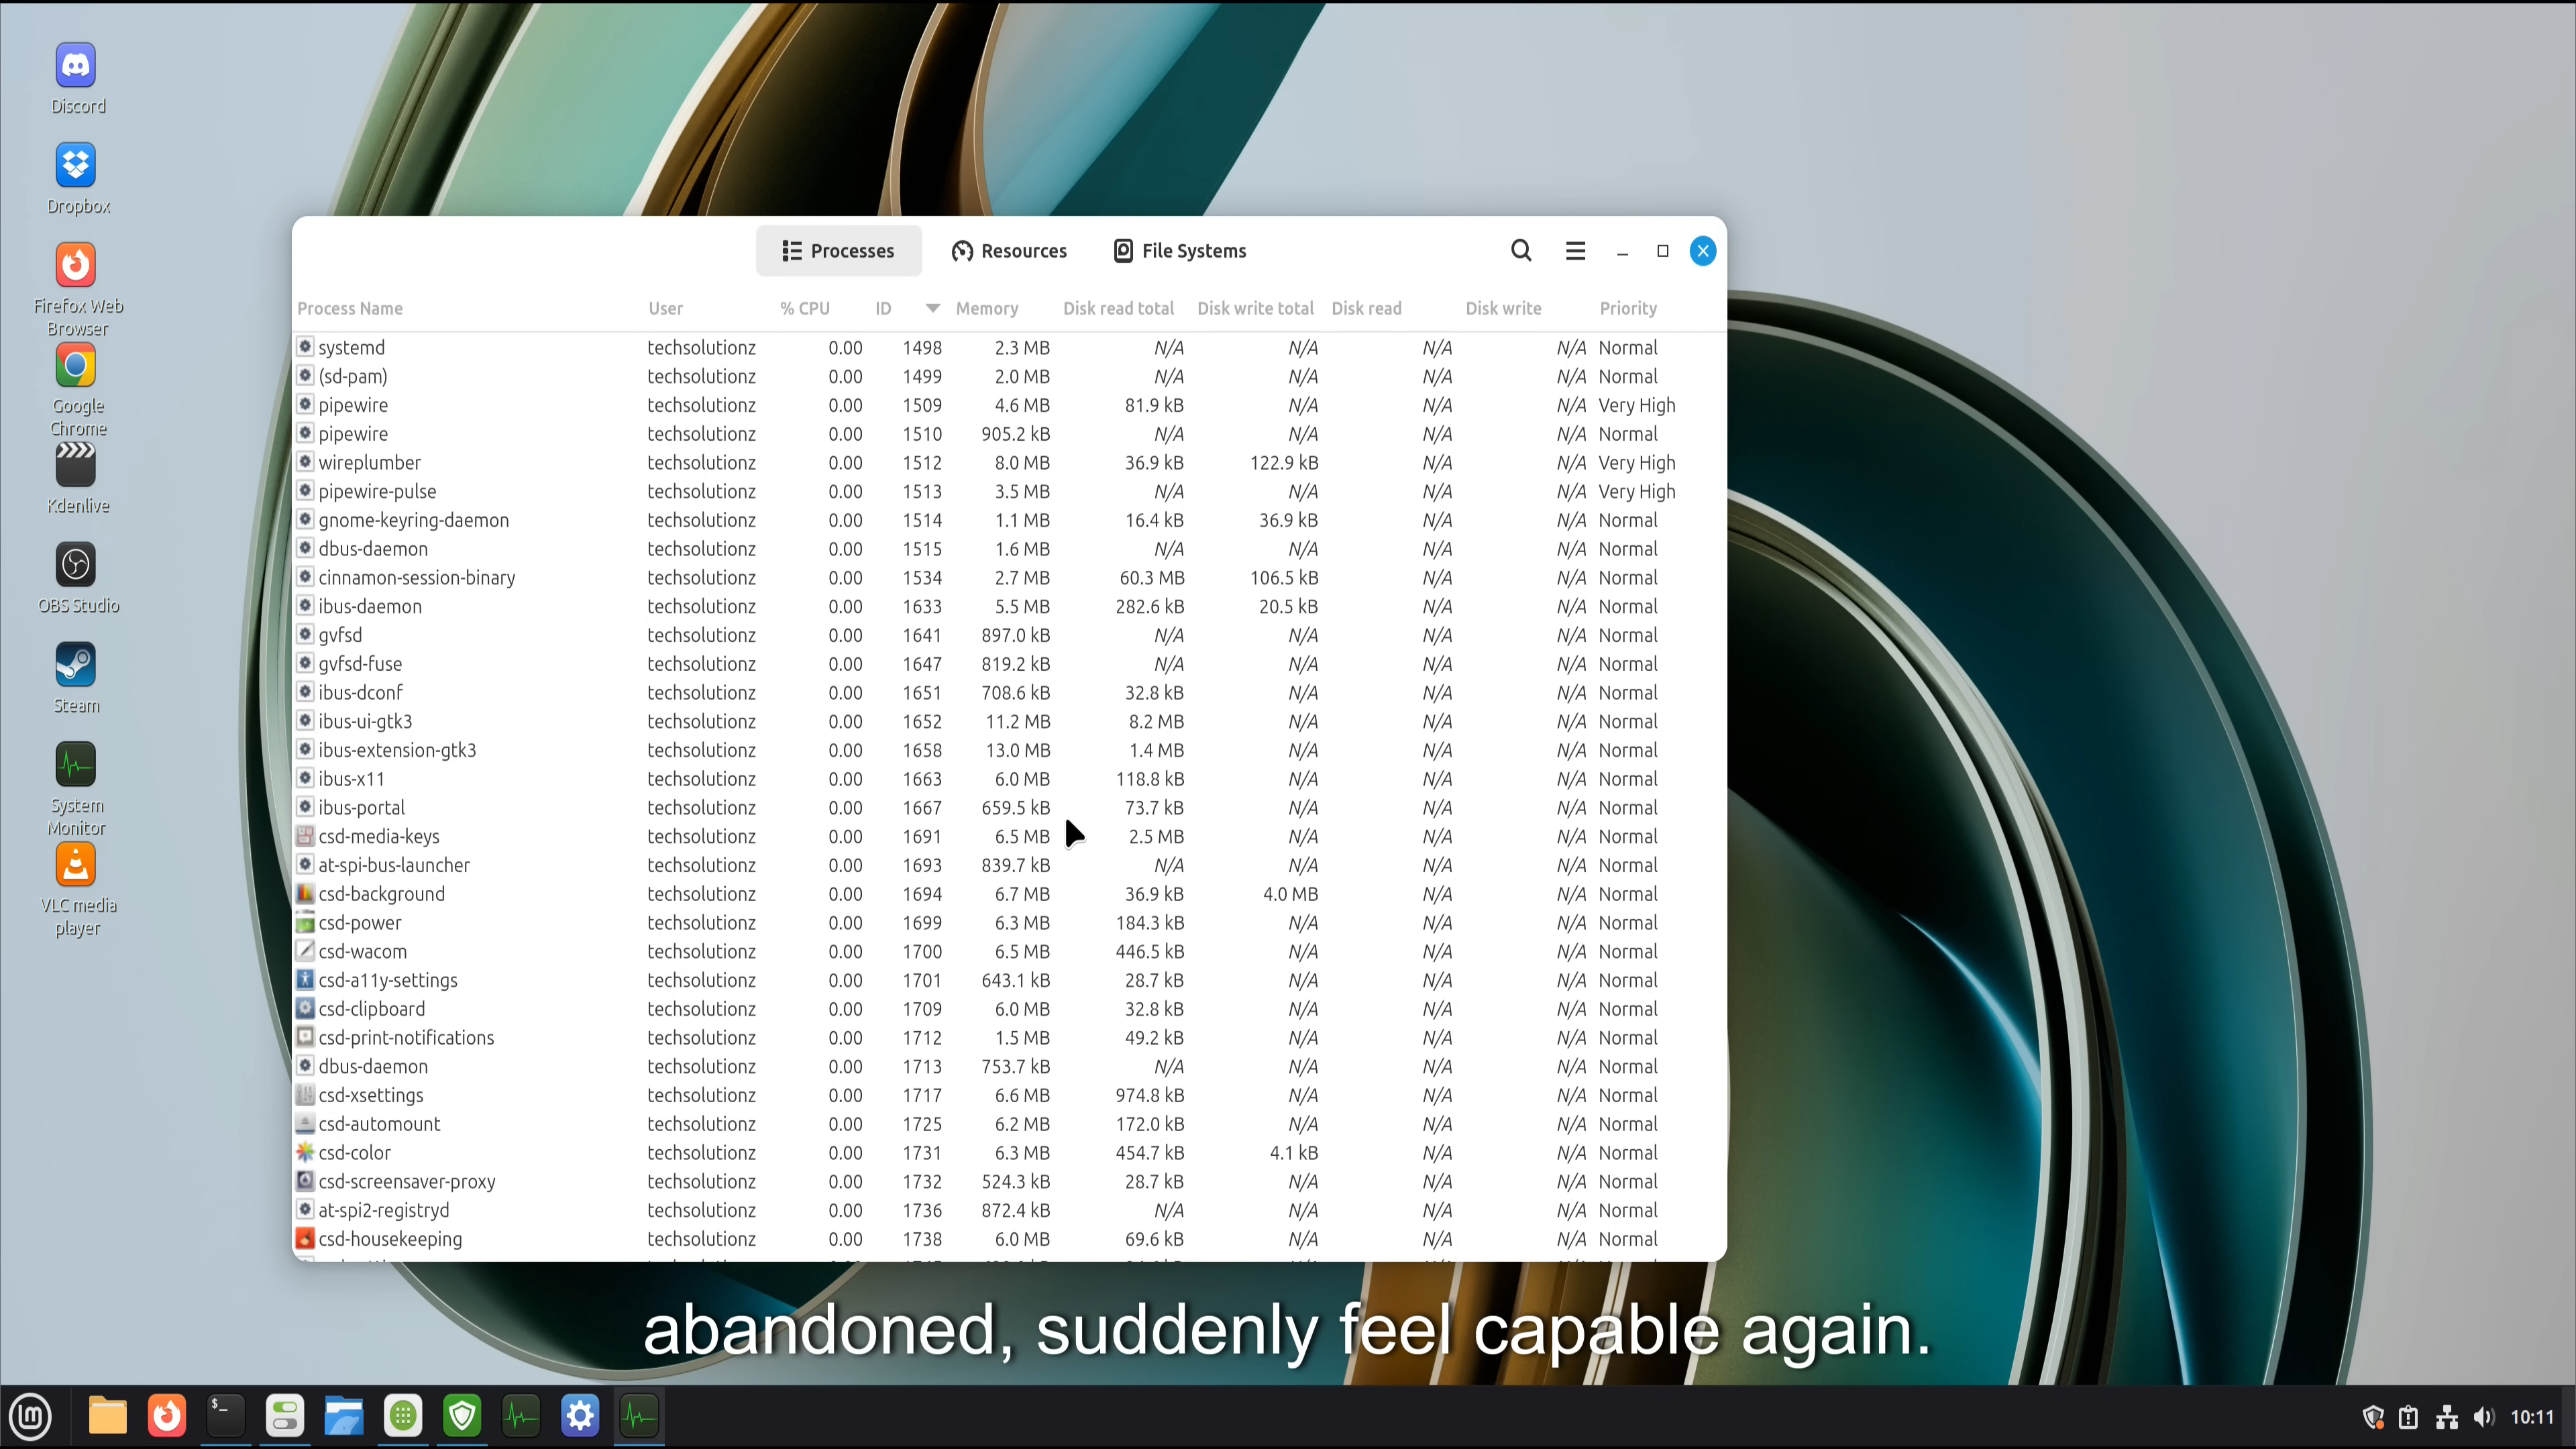 Discord
Dropbox
Firefox Web
Browser
Google
Chrome
Kdenlive
OBS Studio
Steam
System
Monitor
VLC media
player
Processes Resources File Systems
Process Name User % CPU ID Memory Disk read total Disk write total Disk read Disk write Priority
systemd techsolutionz 0.00 1498 2.3 MB N/A N/A N/A N/A Normal
(sd-pam) techsolutionz 0.00 1499 2.0 MB N/A N/A N/A N/A Normal
pipewire techsolutionz 0.00 1509 4.6 MB 81.9 kB N/A N/A N/A Very High
pipewire techsolutionz 0.00 1510 905.2 kB N/A N/A N/A N/A Normal
wireplumber techsolutionz 0.00 1512 8.0 MB 36.9 kB 122.9 kB N/A N/A Very High
pipewire-pulse techsolutionz 0.00 1513 3.5 MB N/A N/A N/A N/A Very High
gnome-keyring-daemon techsolutionz 0.00 1514 1.1 MB 16.4 kB 36.9 kB N/A N/A Normal
dbus-daemon techsolutionz 0.00 1515 1.6 MB N/A N/A N/A N/A Normal
cinnamon-session-binary techsolutionz 0.00 1534 2.7 MB 60.3 MB 106.5 kB N/A N/A Normal
ibus-daemon techsolutionz 0.00 1633 5.5 MB 282.6 kB 20.5 kB N/A N/A Normal
gvfsd techsolutionz 0.00 1641 897.0 kB N/A N/A N/A N/A Normal
gvfsd-fuse techsolutionz 0.00 1647 819.2 kB N/A N/A N/A N/A Normal
ibus-dconf techsolutionz 0.00 1651 708.6 kB 32.8 kB N/A N/A N/A Normal
ibus-ui-gtk3 techsolutionz 0.00 1652 11.2 MB 8.2 MB N/A N/A N/A Normal
ibus-extension-gtk3 techsolutionz 0.00 1658 13.0 MB 1.4 MB N/A N/A N/A Normal
ibus-x11 techsolutionz 0.00 1663 6.0 MB 118.8 kB N/A N/A N/A Normal
ibus-portal techsolutionz 0.00 1667 659.5 kB 73.7 kB N/A N/A N/A Normal
csd-media-keys techsolutionz 0.00 1691 6.5 MB 2.5 MB N/A N/A N/A Normal
at-spi-bus-launcher techsolutionz 0.00 1693 839.7 kB N/A N/A N/A N/A Normal
csd-background techsolutionz 0.00 1694 6.7 MB 36.9 kB 4.0 MB N/A N/A Normal
csd-power techsolutionz 0.00 1699 6.3 MB 184.3 kB N/A N/A N/A Normal
csd-wacom techsolutionz 0.00 1700 6.5 MB 446.5 kB N/A N/A N/A Normal
csd-a11y-settings techsolutionz 0.00 1701 643.1 kB 28.7 kB N/A N/A N/A Normal
csd-clipboard techsolutionz 0.00 1709 6.0 MB 32.8 kB N/A N/A N/A Normal
csd-print-notifications techsolutionz 0.00 1712 1.5 MB 49.2 kB N/A N/A N/A Normal
dbus-daemon techsolutionz 0.00 1713 753.7 kB N/A N/A N/A N/A Normal
csd-xsettings techsolutionz 0.00 1717 6.6 MB 974.8 kB N/A N/A N/A Normal
csd-automount techsolutionz 0.00 1725 6.2 MB 172.0 kB N/A N/A N/A Normal
csd-color techsolutionz 0.00 1731 6.3 MB 454.7 kB 4.1 kB N/A N/A Normal
csd-screensaver-proxy techsolutionz 0.00 1732 524.3 kB 28.7 kB N/A N/A N/A Normal
at-spi2-registryd techsolutionz 0.00 1736 872.4 kB N/A N/A N/A N/A Normal
csd-housekeeping techsolutionz 0.00 1738 6.0 MB 69.6 kB N/A N/A N/A Normal
abandoned, suddenly feel capable again.
10:11